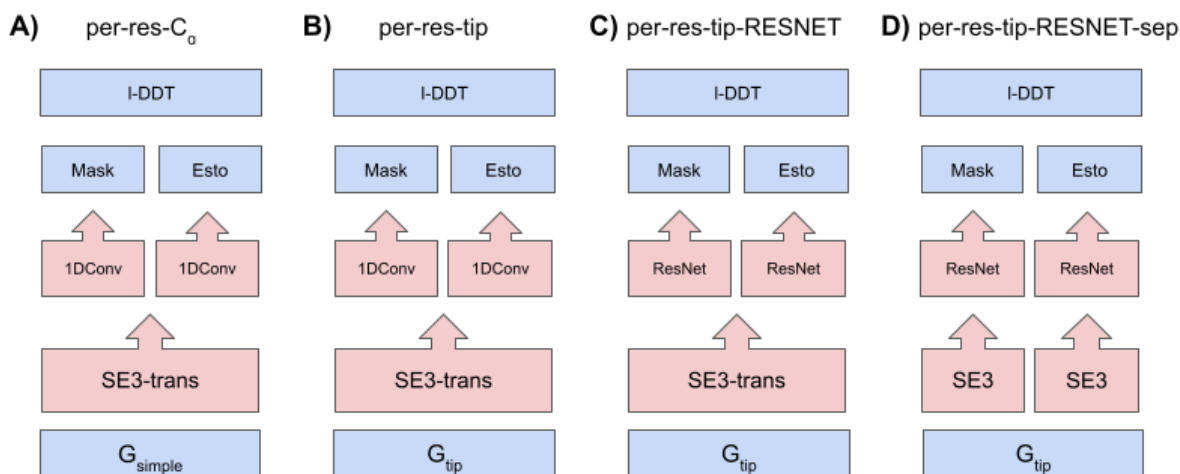 A) per-res-Cα B) per-res-tip C) per-res-tip-RESNET D) per-res-tip-RESNET-sep
l-DDT l-DDT l-DDT l-DDT
Mask Esto Mask Esto Mask Esto Mask Esto
1DConv 1DConv 1DConv 1DConv ResNet ResNet ResNet ResNet
SE3-trans SE3-trans SE3-trans SE3 SE3
Gsimple Gtip Gtip Gtip